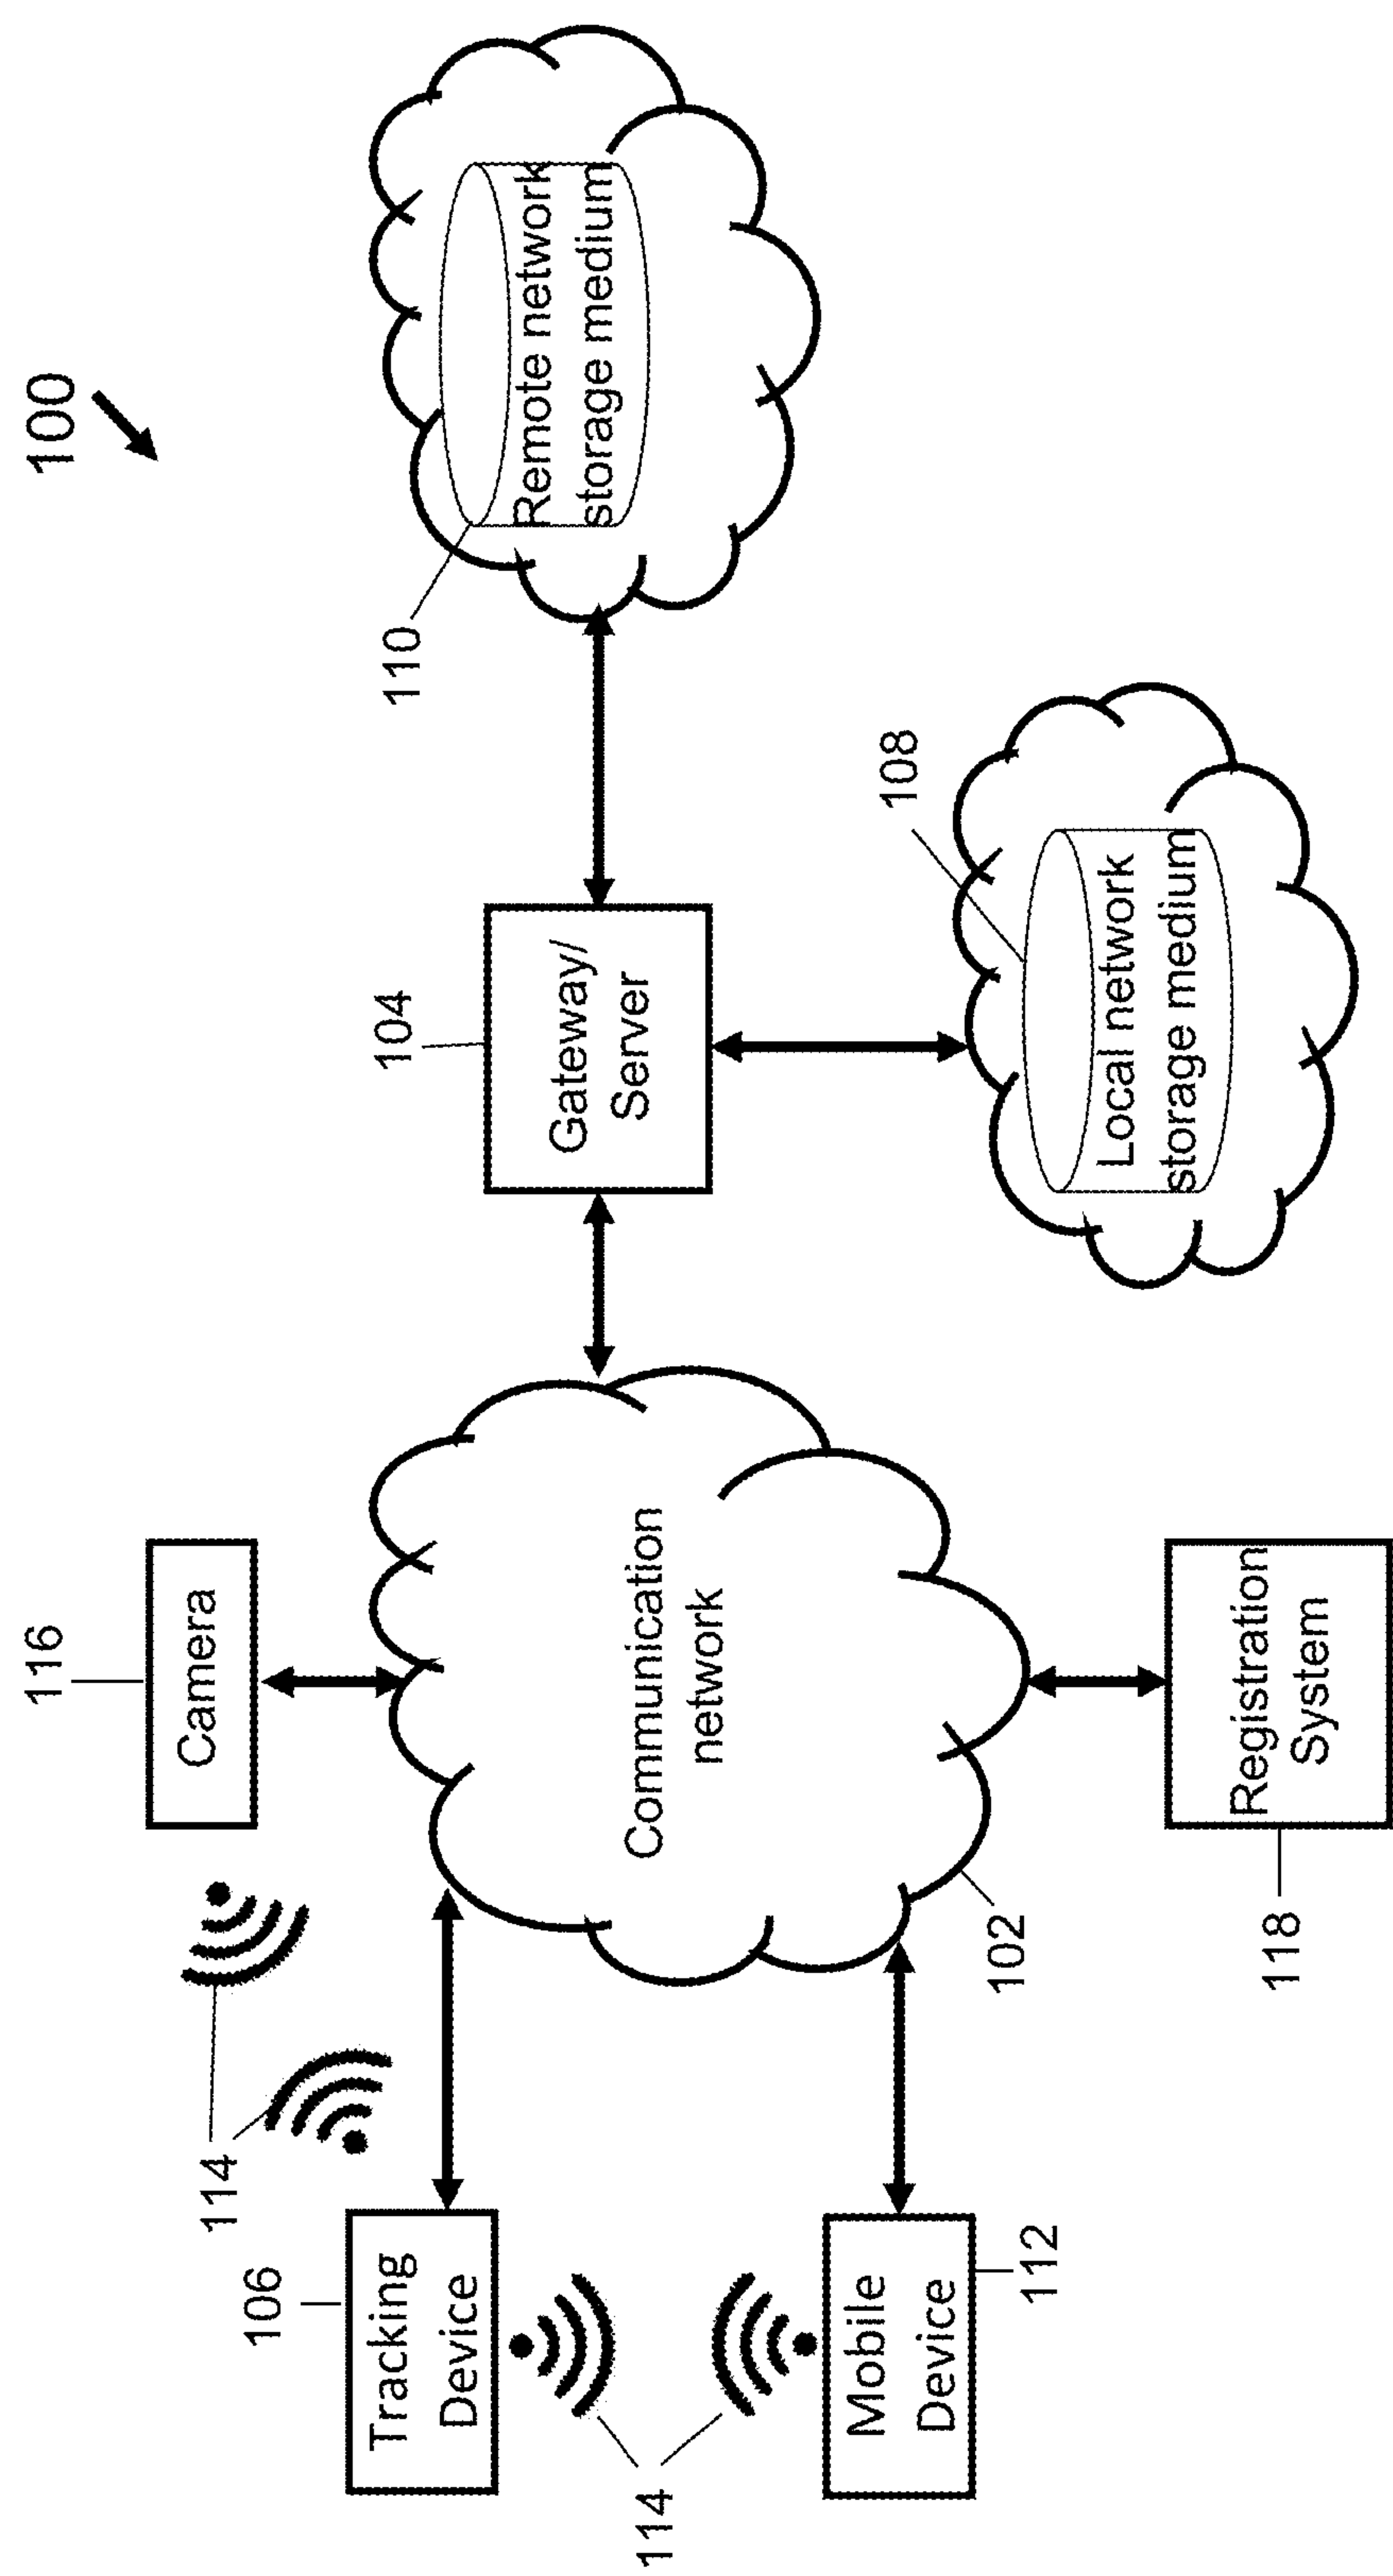 100
116
Camera
114
106
Tracking
Device
114
Mobile
Device
112
Communication
network
102
Registration
System
118
104
Gateway/
Server
110
Remote network
storage medium
108
Local network
storage medium